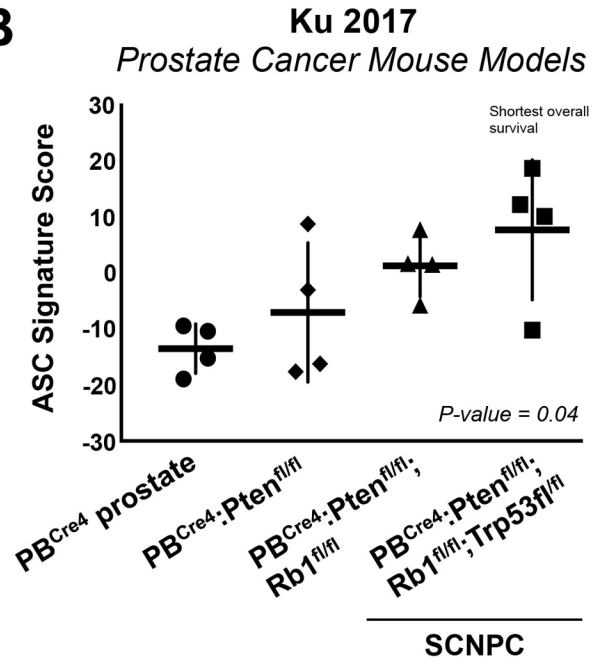 B
Ku 2017
Prostate Cancer Mouse Models
ASC Signature Score
30
20
10
0
-10
-20
-30
Shortest overall
survival
P-value = 0.04
PBCre4 prostate
PBCre4:Ptenfl/fl
PBCre4:Ptenfl/fl;
Rb1fl/fl
PBCre4:Ptenfl/fl;
Rb1fl/fl;Trp53fl/fl
SCNPC